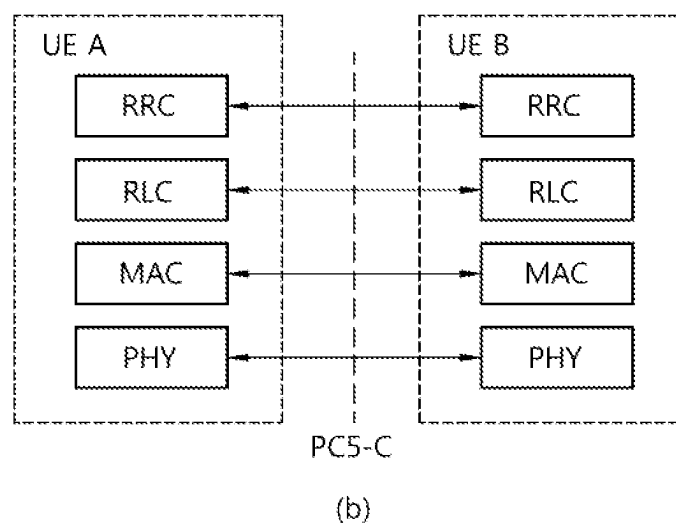 UE A
UE B
RRC
RRC
RLC
RLC
MAC
MAC
PHY
PHY
PC5-C
(b)